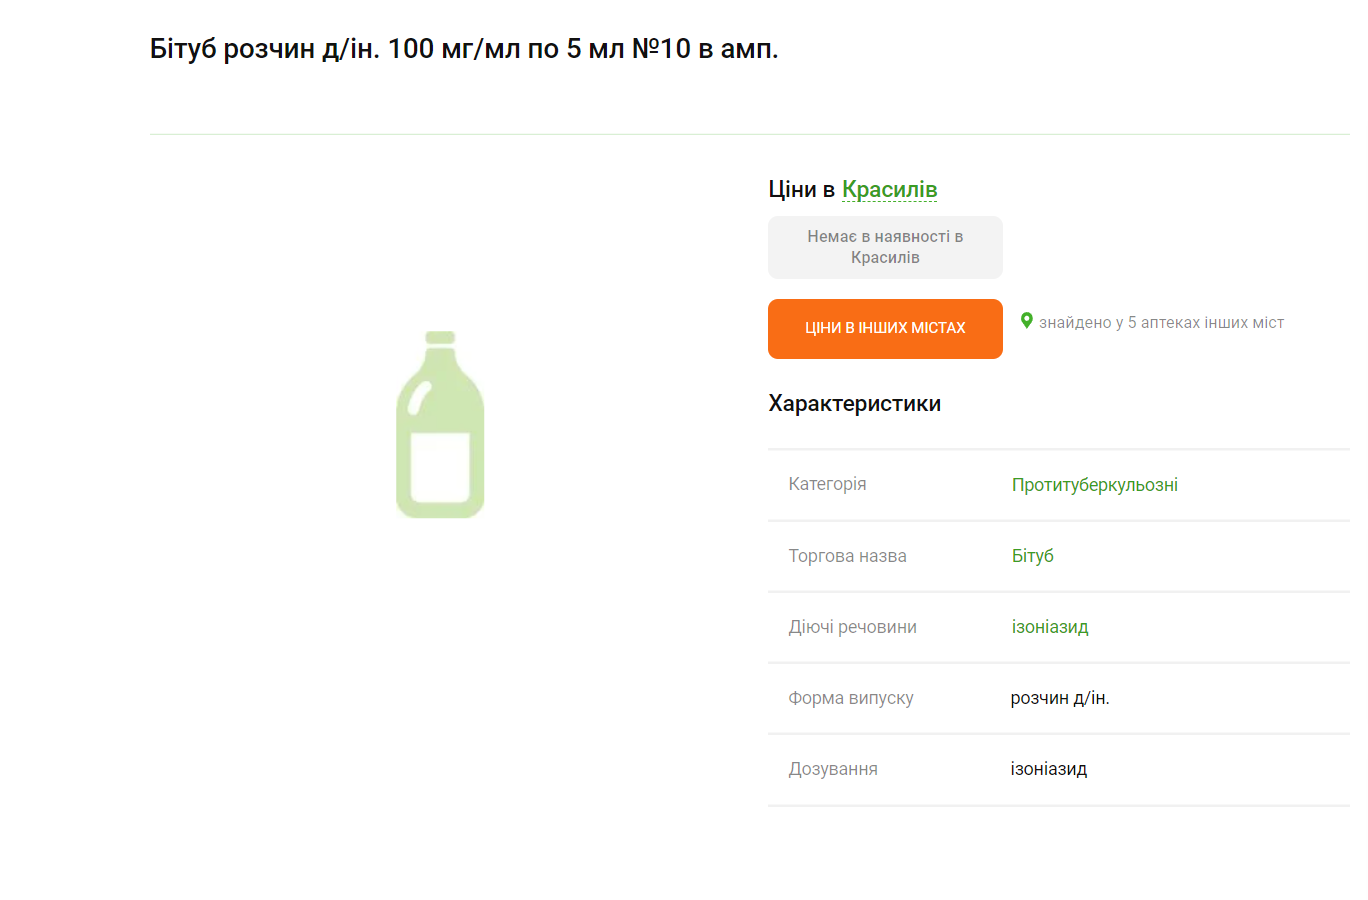 Бітуб розчин д/ін. 100 мг/мл по 5 мл №10 в амп.
Ціни в Красилів
Немає в наявності в
Красилів
ЦІНИ В ІНШИХ МІСТАХ
знайдено у 5 аптеках інших міст
Характеристики
Категорія Протитуберкульозні
Торгова назва Бітуб
Діючі речовини ізоніазид
Форма випуску розчин д/ін.
Дозування ізоніазид